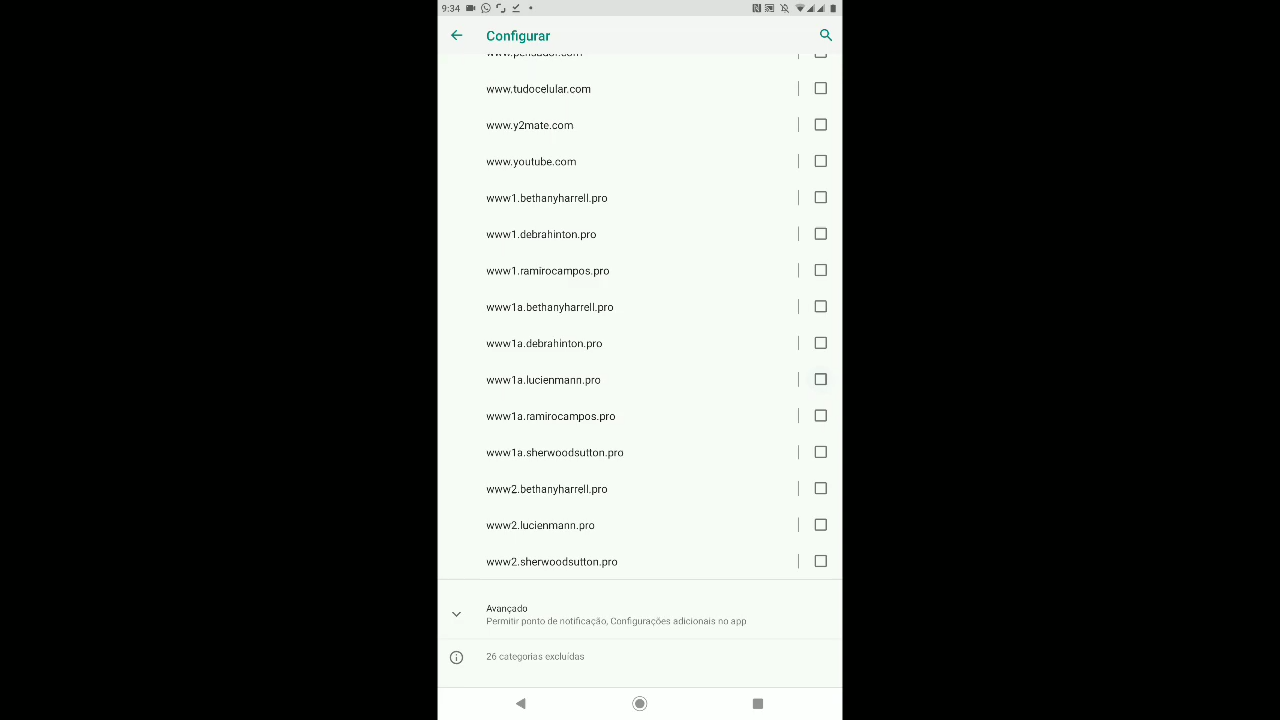 9:34
Configurar
www.tudocelular.com
www.y2mate.com
www.youtube.com
www1.bethanyharrell.pro
www1.debrahinton.pro
www1.ramirocampos.pro
www1a.bethanyharrell.pro
www1a.debrahinton.pro
www1a.lucienmann.pro
www1a.ramirocampos.pro
www1a.sherwoodsutton.pro
www2.bethanyharrell.pro
www2.lucienmann.pro
www2.sherwoodsutton.pro
Avançado
Permitir ponto de notificação, Configurações adicionais no app
26 categorias excluídas